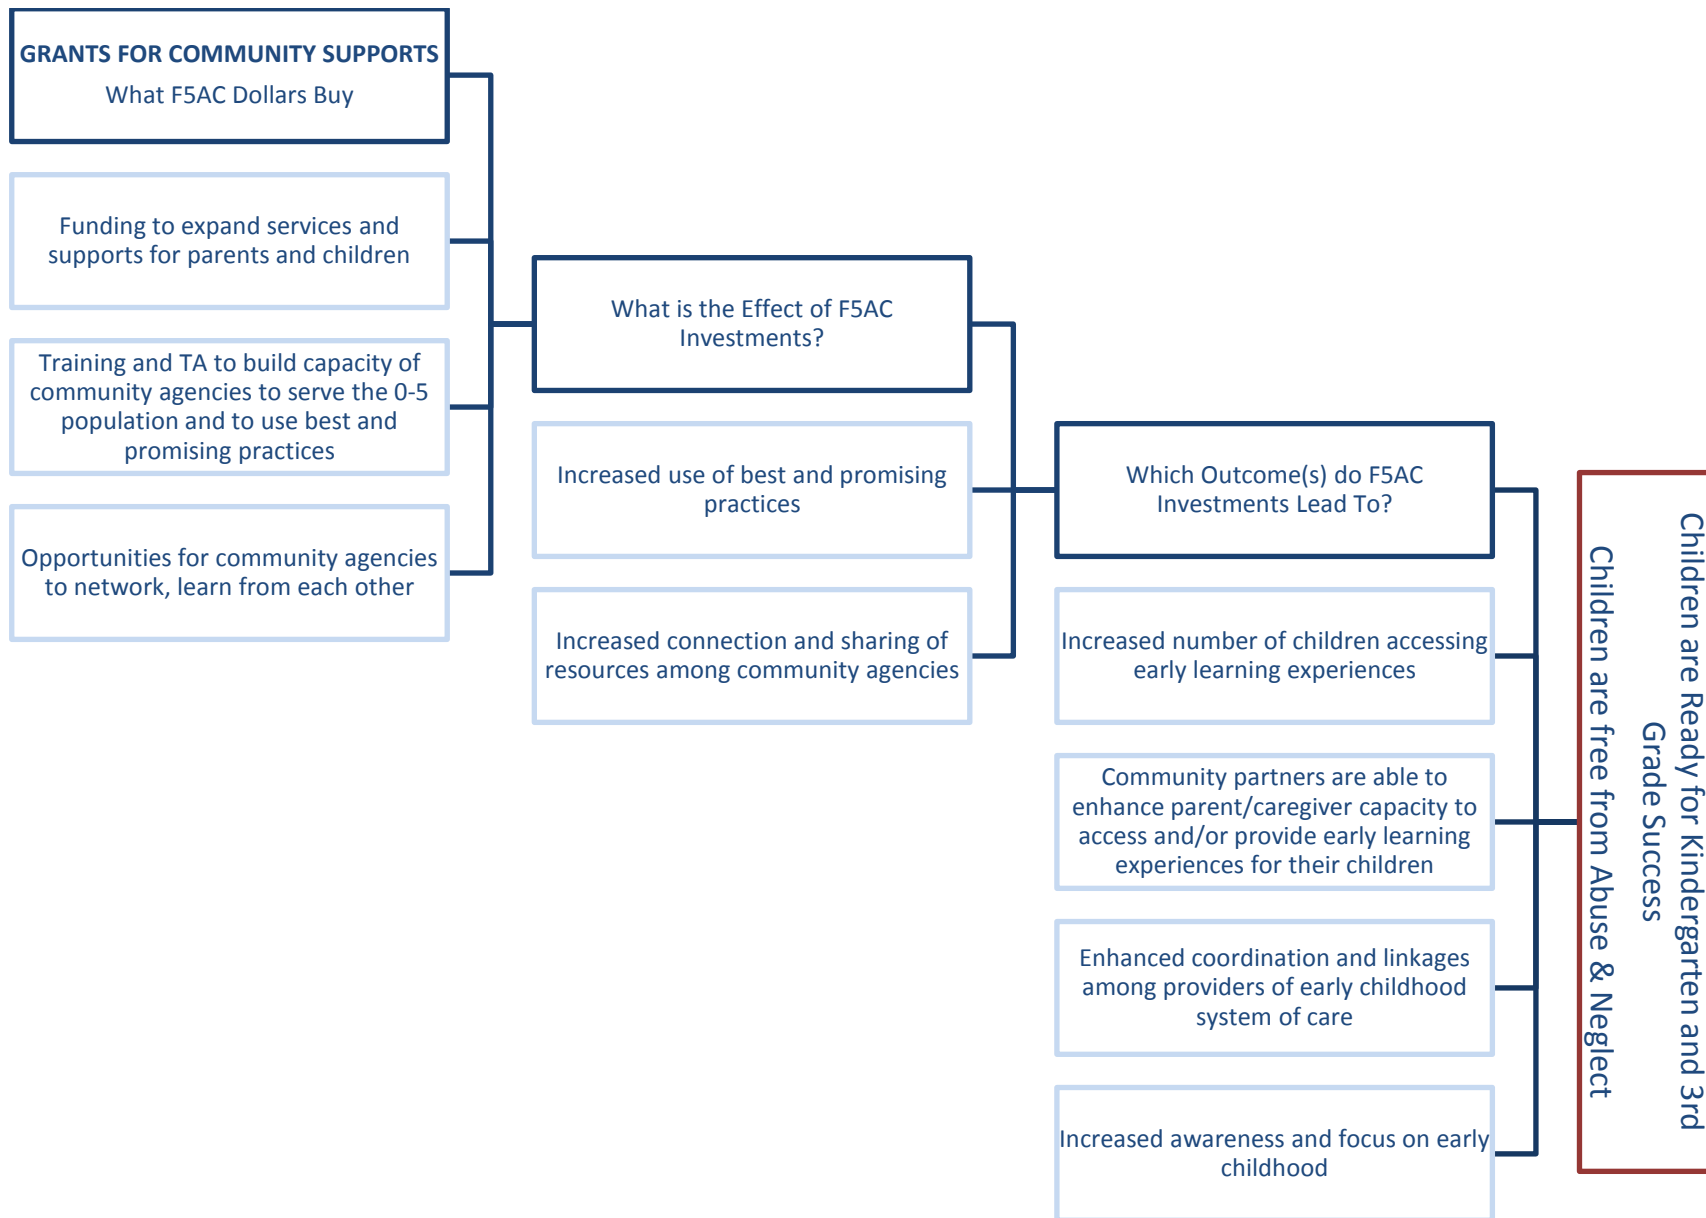 GRANTS FOR COMMUNITY SUPPORTS
What F5AC Dollars Buy
Funding to expand services and
supports for parents and children
Training and TA to build capacity of
community agencies to serve the 0-5
population and to use best and
promising practices
Opportunities for community agencies
to network, learn from each other
What is the Effect of F5AC
Investments?
Increased use of best and promising
practices
Increased connection and sharing of
resources among community agencies
Which Outcome(s) do F5AC
Investments Lead To?
Increased number of children accessing
early learning experiences
Community partners are able to
enhance parent/caregiver capacity to
access and/or provide early learning
experiences for their children
Enhanced coordination and linkages
among providers of early childhood
system of care
Increased awareness and focus on early
childhood
Children are Ready for Kindergarten and 3rd
Grade Success
Children are free from Abuse & Neglect